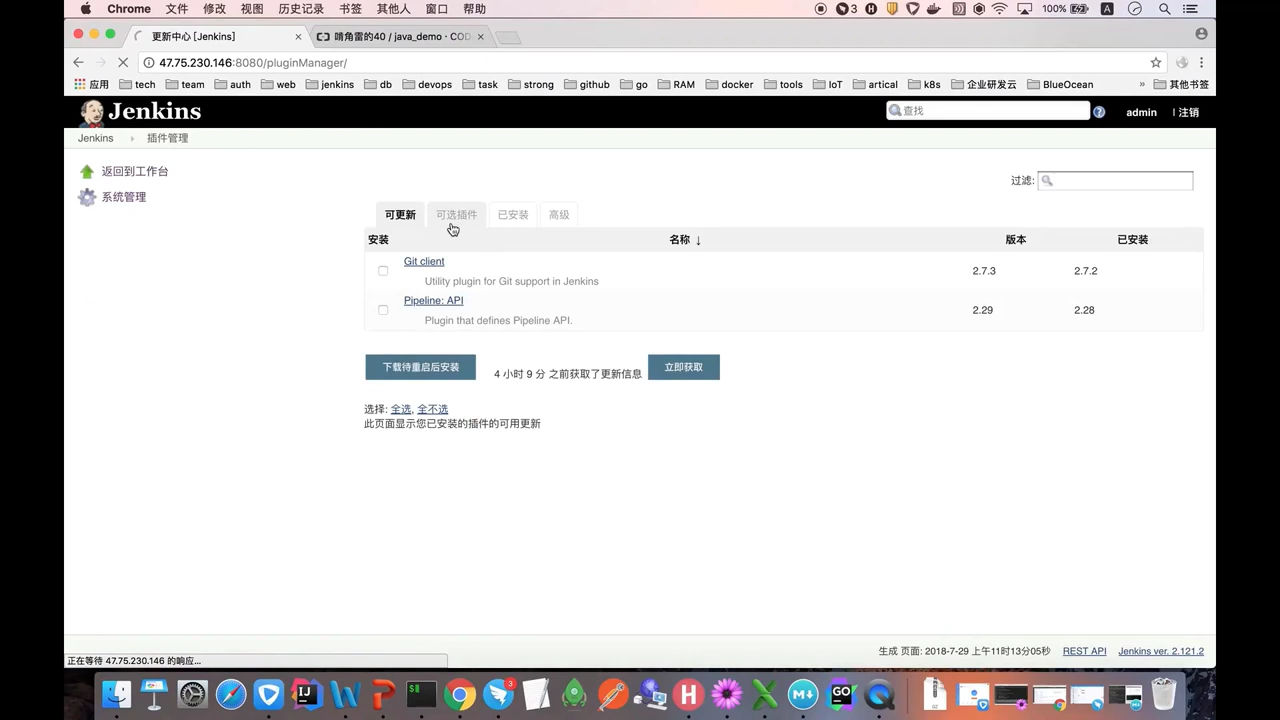 Chrome 文件 修改 视图 历史记录 书签 其他人 窗口 帮助
3
100%
A
更新中心 [Jenkins]
啃角雷的40 / java_demo · COD
47.75.230.146:8080/pluginManager/
应用 tech team auth web jenkins db devops task strong github go RAM docker tools IoT artical k8s 企业研发云 BlueOcean » 其他书签
Jenkins
查找
admin
注销
Jenkins
插件管理
返回到工作台
系统管理
过滤:
可更新 可选插件 已安装 高级
安装 名称 ↓ 版本 已安装
Git client
2.7.3 2.7.2
Utility plugin for Git support in Jenkins
Pipeline: API
2.29 2.28
Plugin that defines Pipeline API.
下载待重启后安装
4 小时 9 分 之前获取了更新信息
立即获取
选择: 全选, 全不选
此页面显示您已安装的插件的可用更新
生成 页面: 2018-7-29 上午11时13分05秒 REST API Jenkins ver. 2.121.2
正在等待 47.75.230.146 的响应...
3